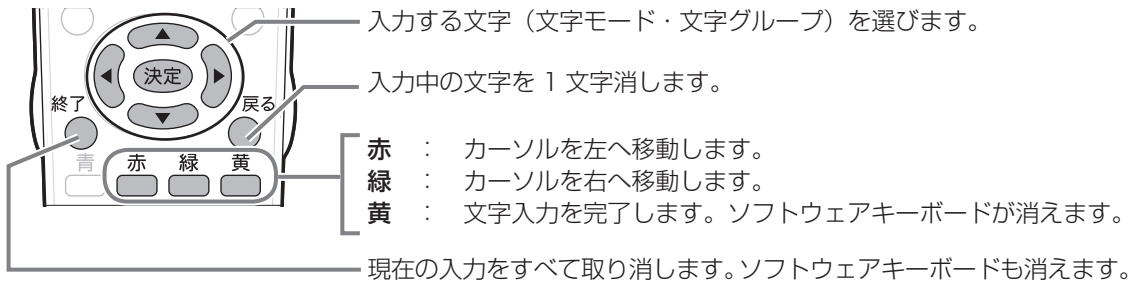 入力する文字（文字モード・文字グループ）を選びます。
決定
入力中の文字を 1 文字消します。
終了
戻る
青 赤 緑 黄
赤 : カーソルを左へ移動します。
緑 : カーソルを右へ移動します。
黄 : 文字入力を完了します。ソフトウェアキーボードが消えます。
現在の入力をすべて取り消します。ソフトウェアキーボードも消えます。